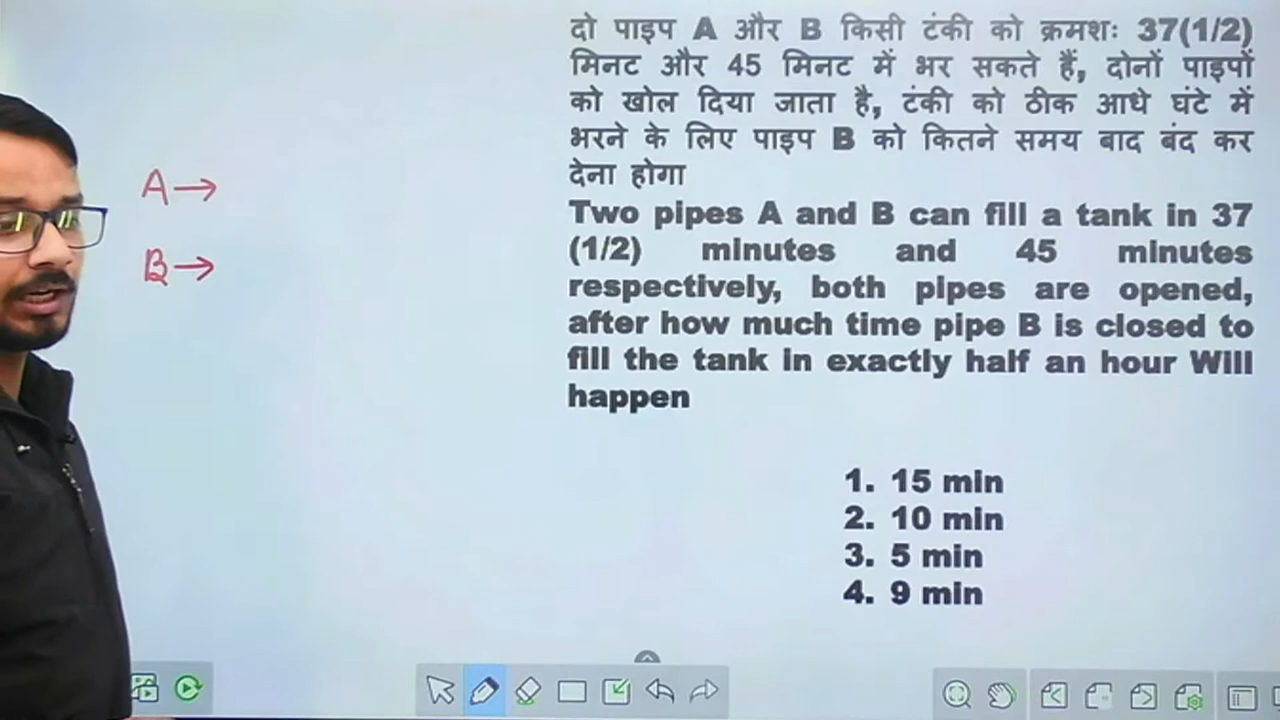 दो पाइप A और B किसी टंकी को क्रमशः 37(1/2)
मिनट और 45 मिनट में भर सकते हैं, दोनों पाइपों
को खोल दिया जाता है, टंकी को ठीक आधे घंटे में
भरने के लिए पाइप B को कितने समय बाद बंद कर
देना होगा
Two pipes A and B can fill a tank in 37
(1/2) minutes and 45 minutes
respectively, both pipes are opened,
after how much time pipe B is closed to
fill the tank in exactly half an hour Will
happen
A→
B→
1. 15 min
2. 10 min
3. 5 min
4. 9 min